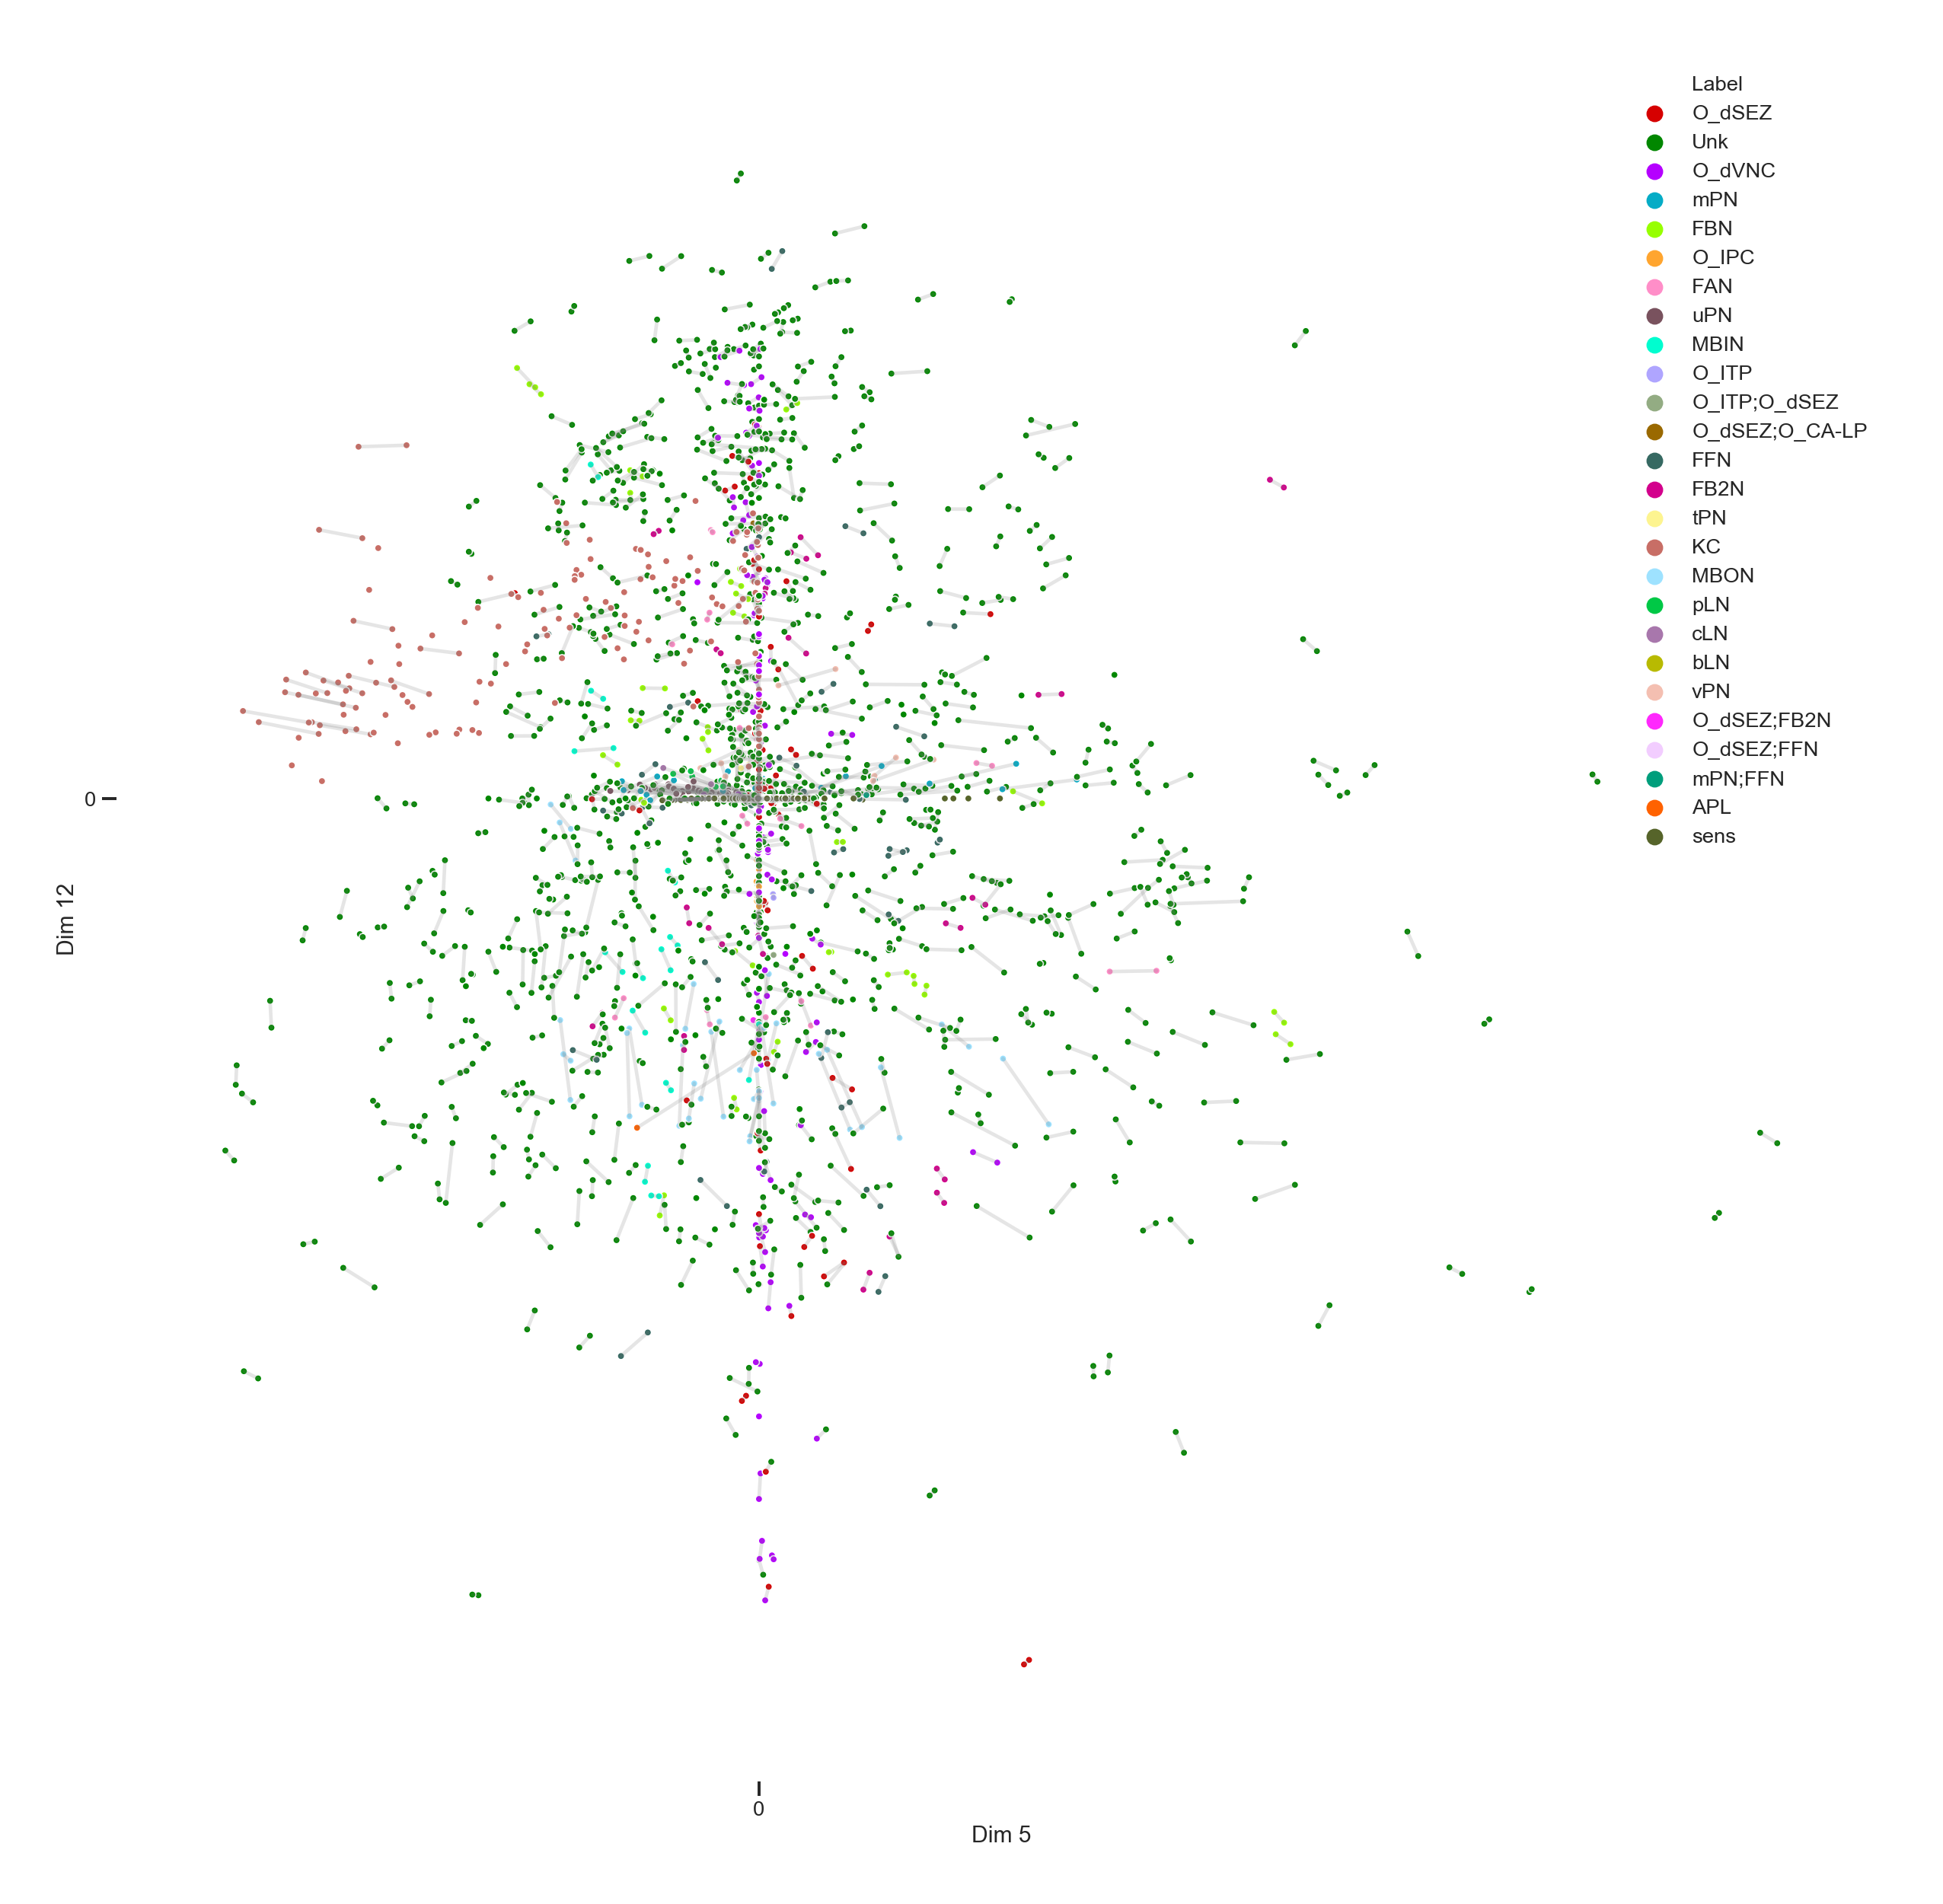 Label
O_dSEZ
Unk
O_dVNC
mPN
FBN
O_IPC
FAN
uPN
MBIN
O_ITP
O_ITP;O_dSEZ
O_dSEZ;O_CA-LP
FFN
FB2N
tPN
KC
MBON
pLN
cLN
bLN
vPN
O_dSEZ;FB2N
O_dSEZ;FFN
mPN;FFN
APL
sens
0
Dim 12
0
Dim 5